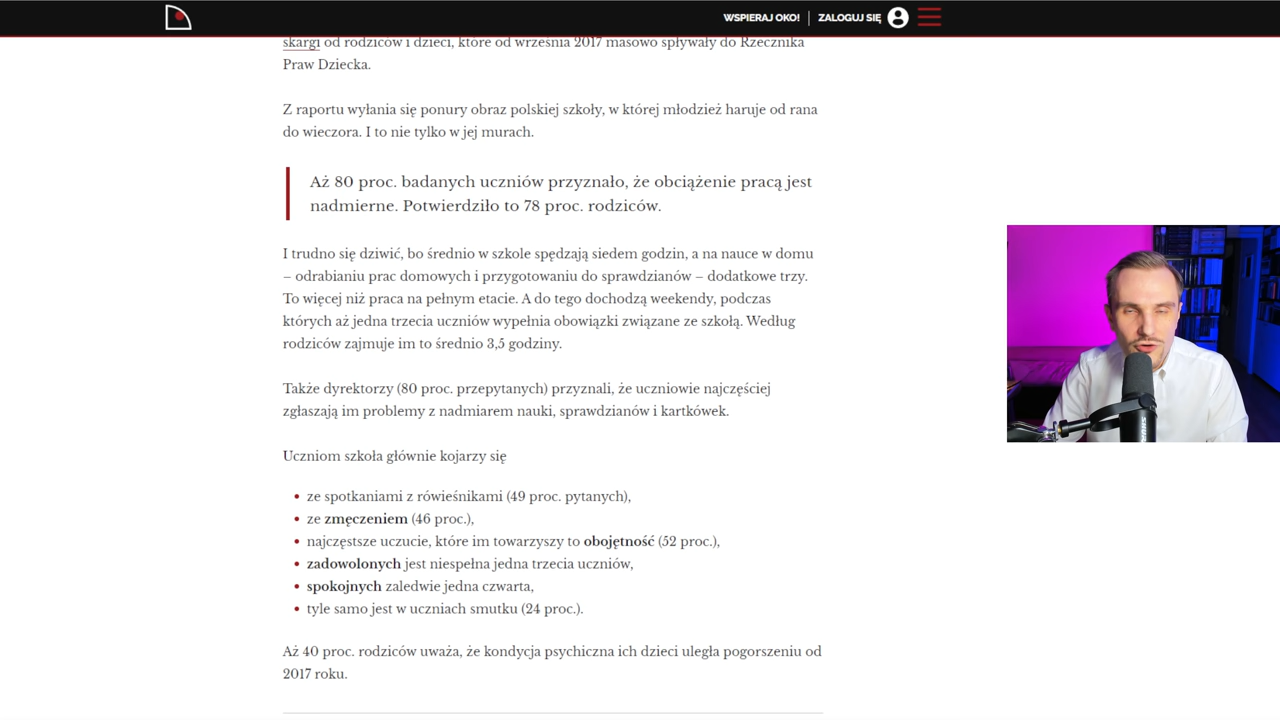 WSPIERAJ OKO! ZALOGUJ SIĘ
skargi od rodziców i dzieci, które od września 2017 masowo spływały do Rzecznika
Praw Dziecka.
Z raportu wyłania się ponury obraz polskiej szkoły, w której młodzież haruje od rana
do wieczora. I to nie tylko w jej murach.
Aż 80 proc. badanych uczniów przyznało, że obciążenie pracą jest
nadmierne. Potwierdziło to 78 proc. rodziców.
I trudno się dziwić, bo średnio w szkole spędzają siedem godzin, a na nauce w domu
– odrabianiu prac domowych i przygotowaniu do sprawdzianów – dodatkowe trzy.
To więcej niż praca na pełnym etacie. A do tego dochodzą weekendy, podczas
których aż jedna trzecia uczniów wypełnia obowiązki związane ze szkołą. Według
rodziców zajmuje im to średnio 3,5 godziny.
Także dyrektorzy (80 proc. przepytanych) przyznali, że uczniowie najczęściej
zgłaszają im problemy z nadmiarem nauki, sprawdzianów i kartkówek.
Uczniom szkoła głównie kojarzy się
• ze spotkaniami z rówieśnikami (49 proc. pytanych),
• ze zmęczeniem (46 proc.),
• najczęstsze uczucie, które im towarzyszy to obojętność (52 proc.),
• zadowolonych jest niespełna jedna trzecia uczniów,
• spokojnych zaledwie jedna czwarta,
• tyle samo jest w uczniach smutku (24 proc.).
Aż 40 proc. rodziców uważa, że kondycja psychiczna ich dzieci uległa pogorszeniu od
2017 roku.